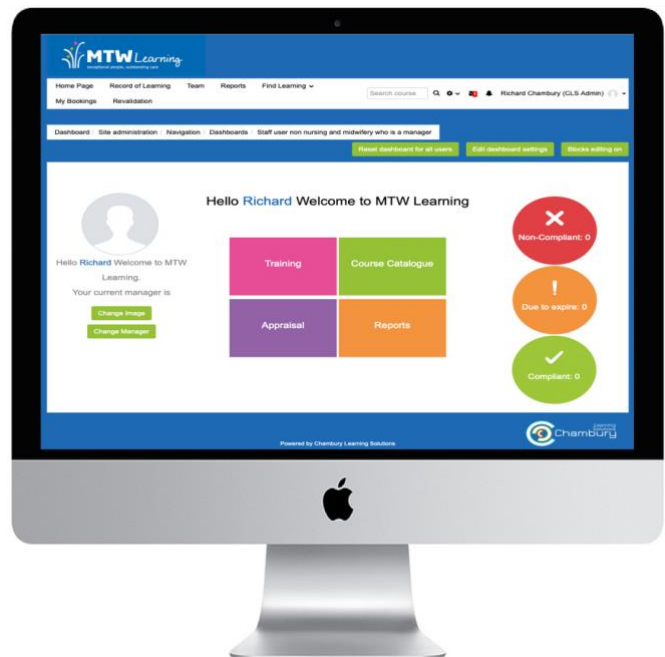 MTW Learning
exceptional people, outstanding care
Home Page Record of Learning Team Reports Find Learning
Search course
Richard Chambury (CLS Admin)
My Bookings Revalidation
Dashboard / Site administration / Navigation / Dashboards / Staff user non nursing and midwifery who is a manager
Reset dashboard for all users Edit dashboard settings Blocks editing on
Hello Richard Welcome to MTW Learning
Hello Richard Welcome to MTW
Learning.
Your current manager is
Change Image
Change Manager
Training Course Catalogue
Appraisal Reports
Non-Compliant: 0
Due to expire: 0
Compliant: 0
Powered by Chambury Learning Solutions
Chambury
Learning
Solutions